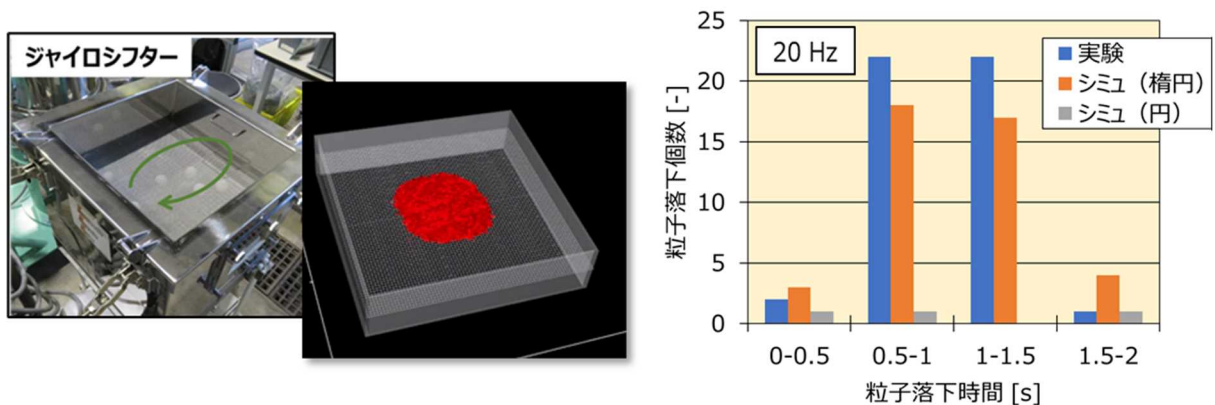 ジャイロシフター
25
20
15
10
5
0
粒子落下個数 [-]
20 Hz
実験
シミュ（楕円）
シミュ（円）
0-0.5
0.5-1
1-1.5
1.5-2
粒子落下時間 [s]